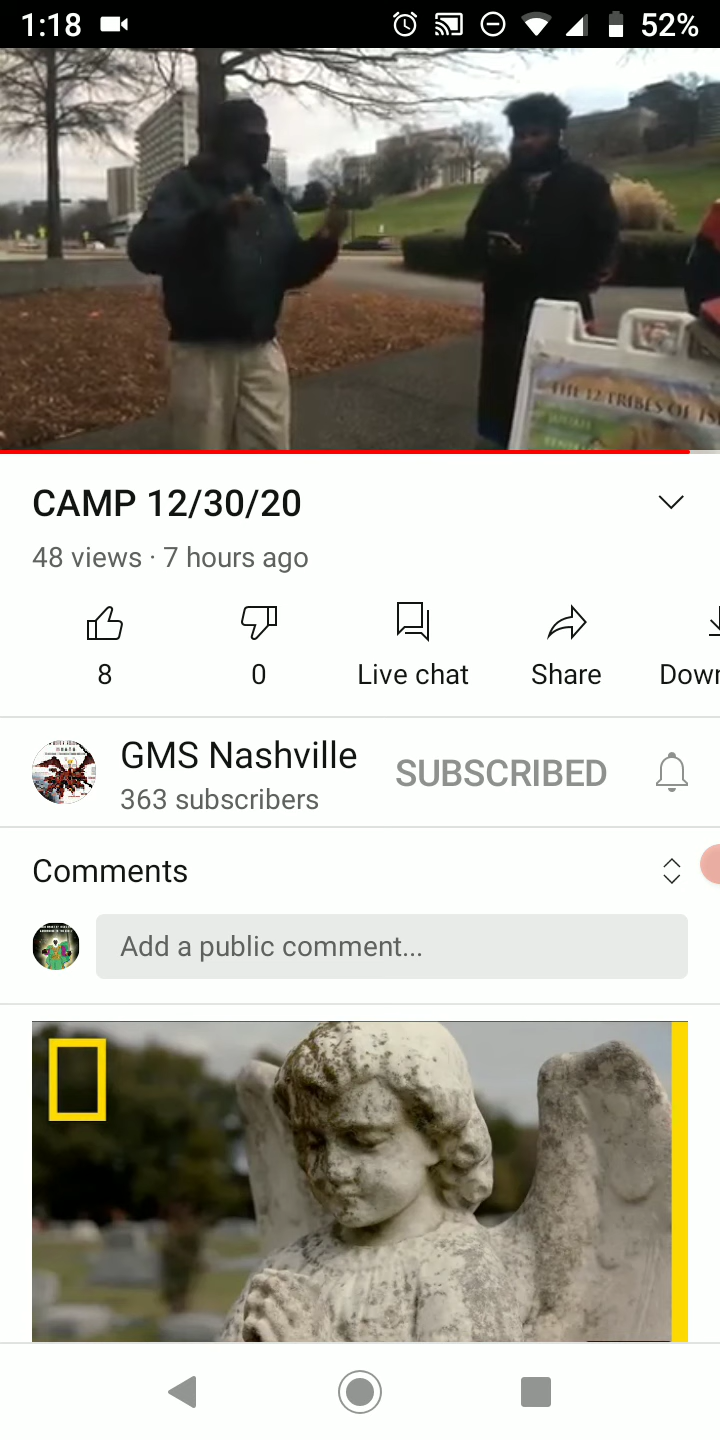 1:18 52%
THE 12 TRIBES OF
CAMP 12/30/20
48 views · 7 hours ago
8 0 Live chat Share Down
GMS Nashville
363 subscribers
SUBSCRIBED
Comments
Add a public comment...